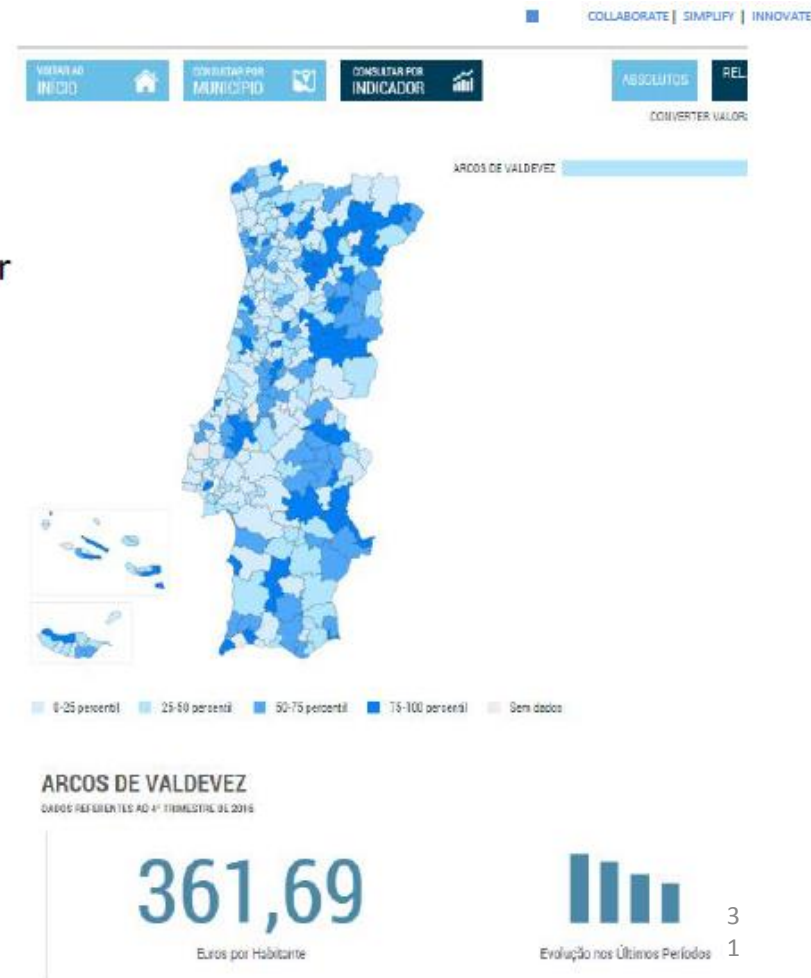 COLLABORATE | SIMPLIFY | INNOVATE
VOLTAR AO
INÍCIO
CONSULTAR POR
MUNICÍPIO
CONSULTAR POR
INDICADOR
ABSOLUTOS
REL
CONVERTER VALOR
ARCOS DE VALDEVEZ
r
0-25 percentil
25-50 percentil
50-75 percentil
75-100 percentil
Sem dados
ARCOS DE VALDEVEZ
DADOS REFERENTES AO 4º TRIMESTRE DE 2016
361,69
Euros por Habitante
Evolução nos Últimos Períodos
3
1